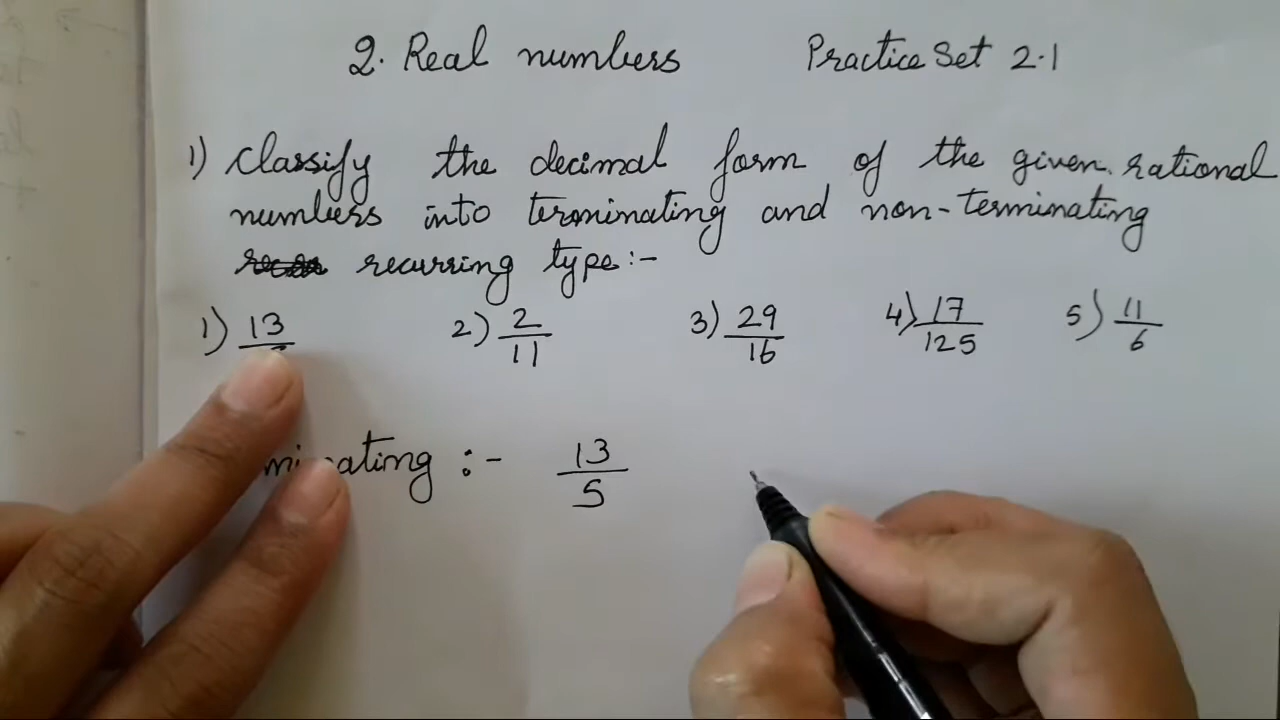 2. Real numbers Practice Set 2.1
1) Classify the decimal form of the given rational
numbers into terminating and non-terminating
recurring type:-
1) 13/ 2) 2/11 3) 29/16 4) 17/125 5) 11/6
minating :- 13/5